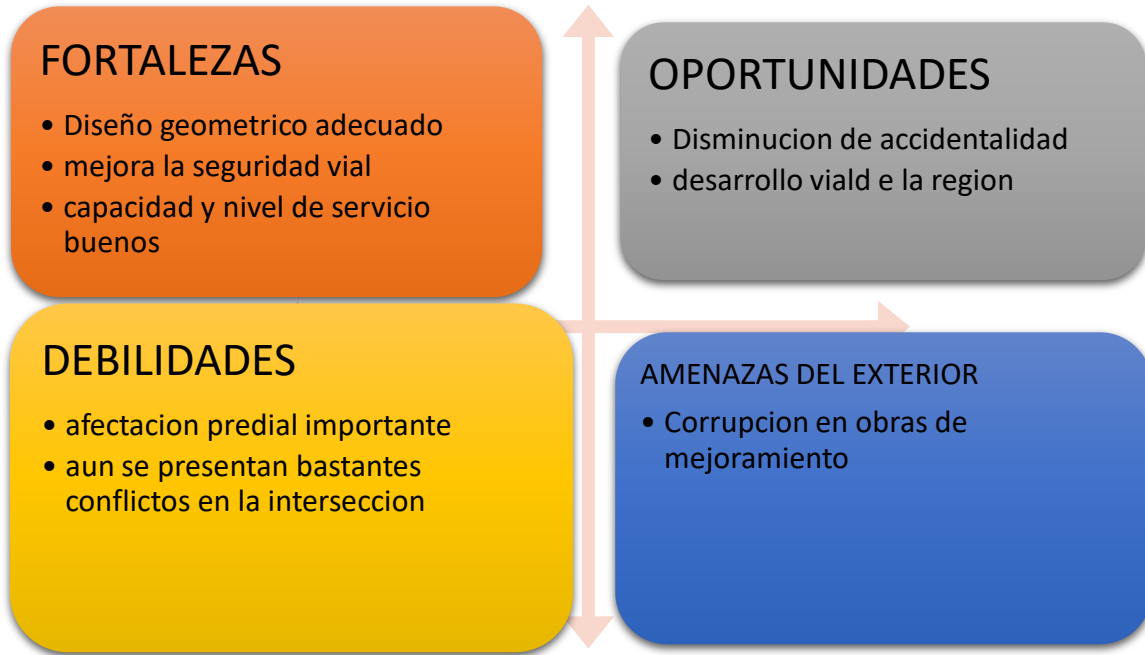 FORTALEZAS
• Diseño geometrico adecuado
• mejora la seguridad vial
• capacidad y nivel de servicio
buenos
OPORTUNIDADES
• Disminucion de accidentalidad
• desarrollo viald e la region
DEBILIDADES
• afectacion predial importante
• aun se presentan bastantes
conflictos en la interseccion
AMENAZAS DEL EXTERIOR
• Corrupcion en obras de
mejoramiento